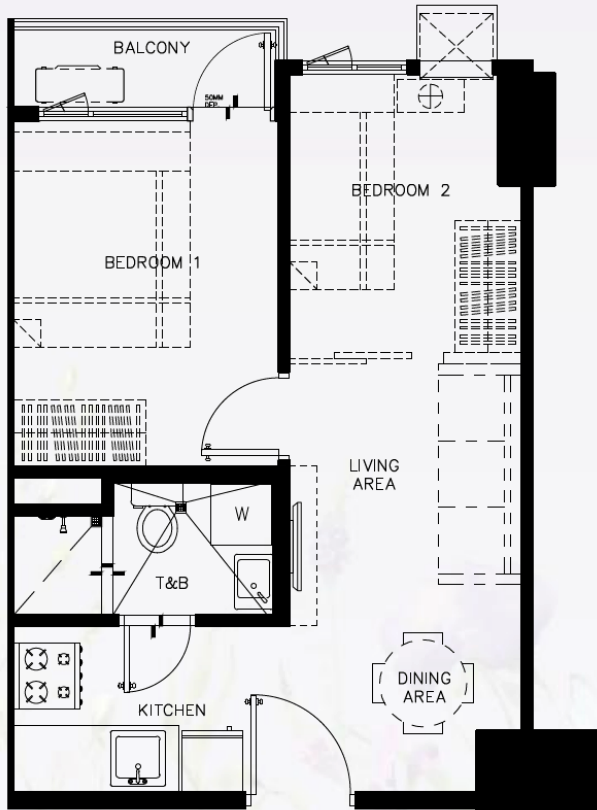 BALCONY
50MM
DEP.
BEDROOM 2
BEDROOM 1
LIVING
AREA
W
T&B
DINING
AREA
KITCHEN